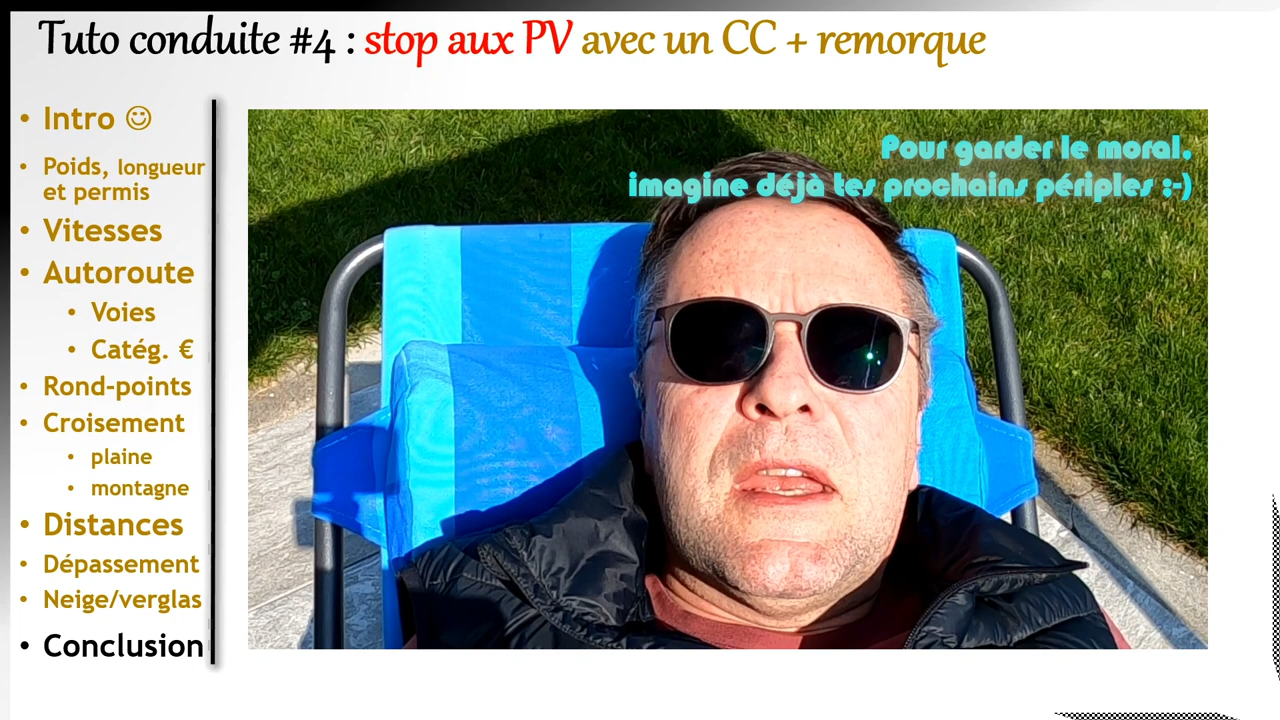 Tuto conduite #4 : stop aux PV avec un CC + remorque
• Intro ☺
• Poids, longueur
et permis
• Vitesses
• Autoroute
• Voies
• Catég. €
• Rond-points
• Croisement
• plaine
• montagne
• Distances
• Dépassement
• Neige/verglas
• Conclusion
Pour garder le moral,
imagine déjà tes prochains périples :-)